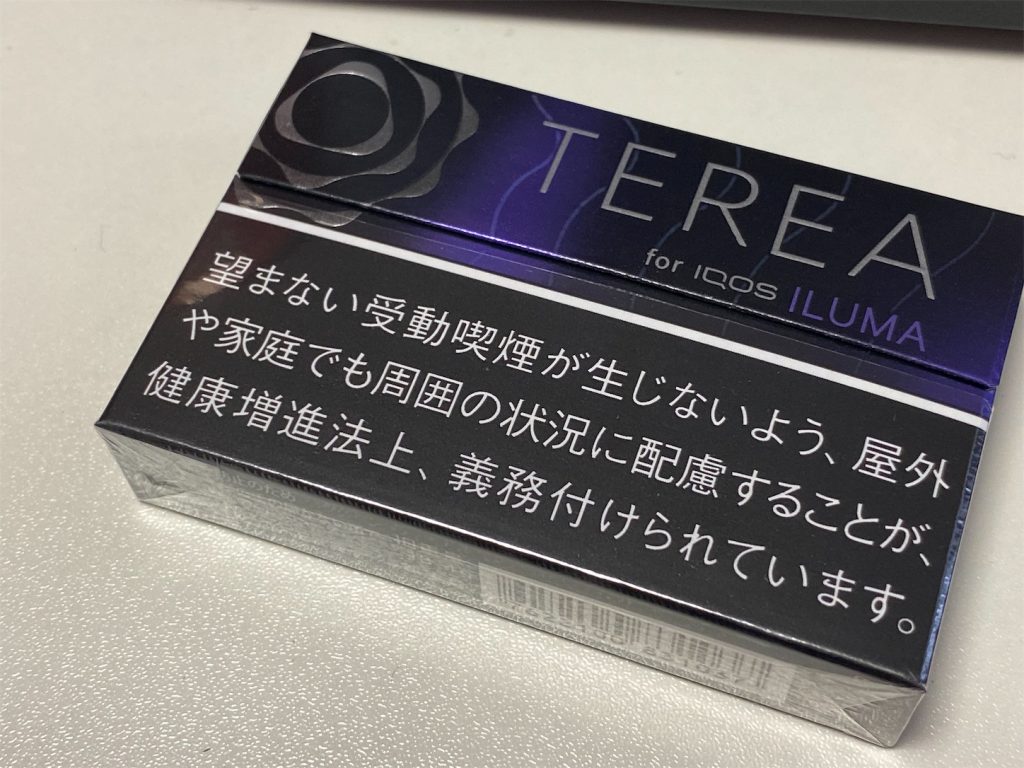 TEREA
for IQOS ILUMA
望まない受動喫煙が生じないよう、屋外
や家庭でも周囲の状況に配慮することが、
健康増進法上、義務付けられています。